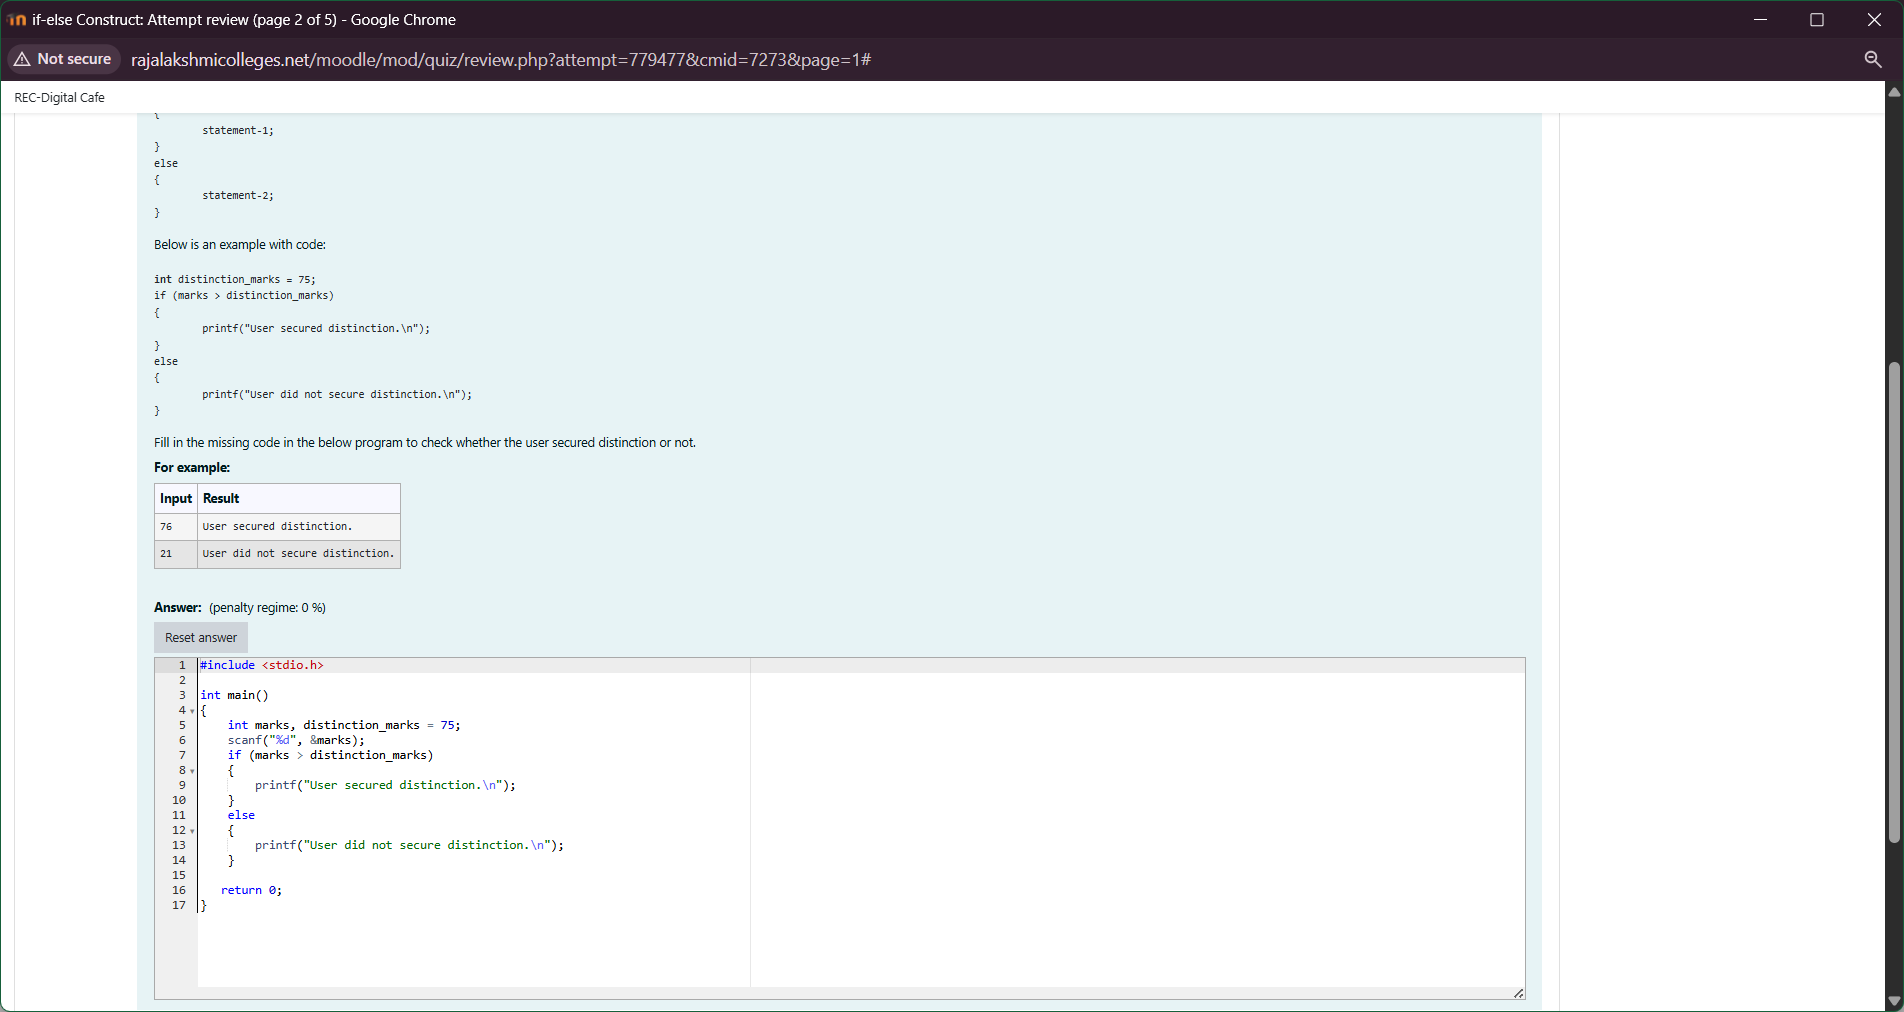 if-else Construct: Attempt review (page 2 of 5) - Google Chrome
Not secure rajalakshmicolleges.net/moodle/mod/quiz/review.php?attempt=779477&cmid=7273&page=1#
REC-Digital Cafe
{
statement-1;
}
else
{
statement-2;
}
Below is an example with code:
int distinction_marks = 75;
if (marks > distinction_marks)
{
printf("User secured distinction.\n");
}
else
{
printf("User did not secure distinction.\n");
}
Fill in the missing code in the below program to check whether the user secured distinction or not.
For example:
Input Result
76 User secured distinction.
21 User did not secure distinction.
Answer: (penalty regime: 0 %)
Reset answer
1 #include <stdio.h>
2
3 int main()
4 {
5 int marks, distinction_marks = 75;
6 scanf("%d", &marks);
7 if (marks > distinction_marks)
8 {
9 printf("User secured distinction.\n");
10 }
11 else
12 {
13 printf("User did not secure distinction.\n");
14 }
15
16 return 0;
17 }